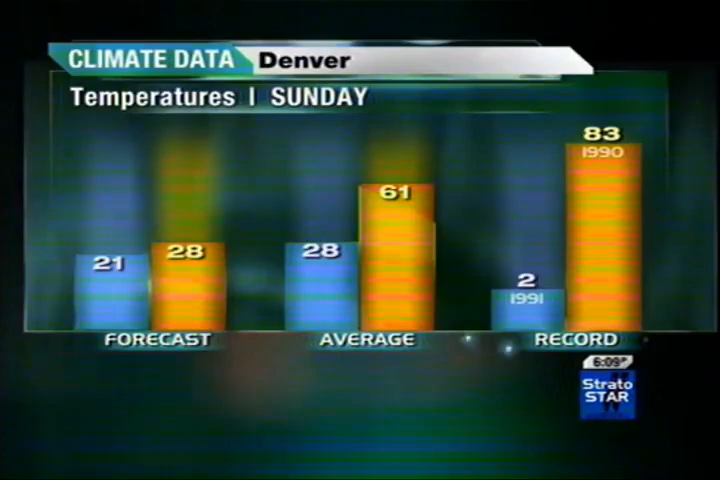 CLIMATE DATA Denver
Temperatures | SUNDAY
83
1990
61
21 28 28 2
1991
FORECAST AVERAGE RECORD
6:09P
Strato
STAR